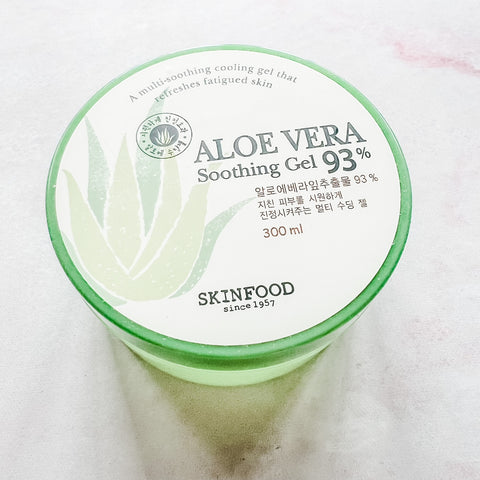 A multi-soothing cooling gel that
refreshes fatigued skin
ALOE VERA
Soothing Gel 93%
알로에베라잎추출물 93 %
지친 피부를 시원하게
진정시켜주는 멀티 수딩 젤
300 ml
SKINFOOD
since 1957